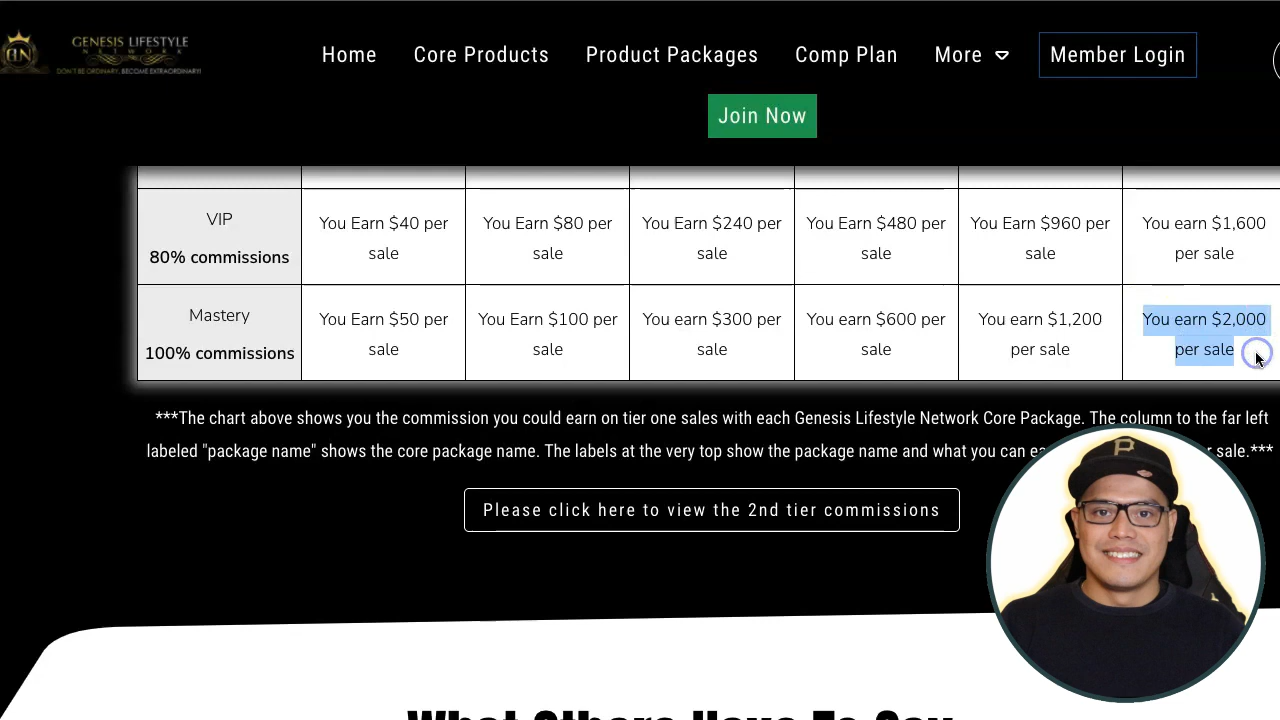 GENESIS LIFESTYLE
NETWORK
DON'T BE ORDINARY, BECOME EXTRAORDINARY!
Home Core Products Product Packages Comp Plan More Member Login
Join Now
VIP
80% commissions
You Earn $40 per
sale
You Earn $80 per
sale
You Earn $240 per
sale
You Earn $480 per
sale
You Earn $960 per
sale
You earn $1,600
per sale
Mastery
100% commissions
You Earn $50 per
sale
You Earn $100 per
sale
You earn $300 per
sale
You earn $600 per
sale
You earn $1,200
per sale
You earn $2,000
per sale
***The chart above shows you the commission you could earn on tier one sales with each Genesis Lifestyle Network Core Package. The column to the far left
labeled "package name" shows the core package name. The labels at the very top show the package name and what you can sale.***
Please click here to view the 2nd tier commissions
What Others Have To Say
P